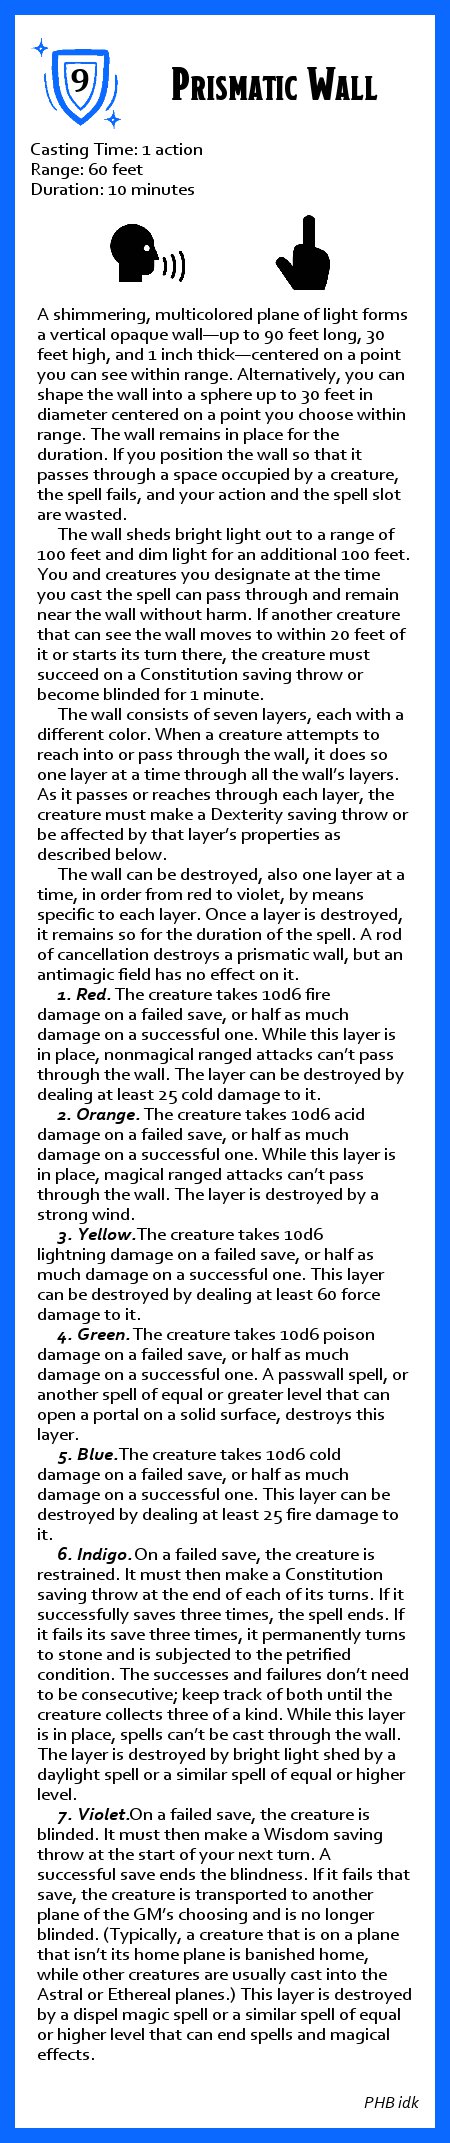 9
Prismatic Wall
Casting Time: 1 action
Range: 60 feet
Duration: 10 minutes
A shimmering, multicolored plane of light forms
a vertical opaque wall—up to 90 feet long, 30
feet high, and 1 inch thick—centered on a point
you can see within range. Alternatively, you can
shape the wall into a sphere up to 30 feet in
diameter centered on a point you choose within
range. The wall remains in place for the
duration. If you position the wall so that it
passes through a space occupied by a creature,
the spell fails, and your action and the spell slot
are wasted.
The wall sheds bright light out to a range of
100 feet and dim light for an additional 100 feet.
You and creatures you designate at the time
you cast the spell can pass through and remain
near the wall without harm. If another creature
that can see the wall moves to within 20 feet of
it or starts its turn there, the creature must
succeed on a Constitution saving throw or
become blinded for 1 minute.
The wall consists of seven layers, each with a
different color. When a creature attempts to
reach into or pass through the wall, it does so
one layer at a time through all the wall's layers.
As it passes or reaches through each layer, the
creature must make a Dexterity saving throw or
be affected by that layer's properties as
described below.
The wall can be destroyed, also one layer at a
time, in order from red to violet, by means
specific to each layer. Once a layer is destroyed,
it remains so for the duration of the spell. A rod
of cancellation destroys a prismatic wall, but an
antimagic field has no effect on it.
1. Red. The creature takes 10d6 fire
damage on a failed save, or half as much
damage on a successful one. While this layer is
in place, nonmagical ranged attacks can't pass
through the wall. The layer can be destroyed by
dealing at least 25 cold damage to it.
2. Orange. The creature takes 10d6 acid
damage on a failed save, or half as much
damage on a successful one. While this layer is
in place, magical ranged attacks can't pass
through the wall. The layer is destroyed by a
strong wind.
3. Yellow.The creature takes 10d6
lightning damage on a failed save, or half as
much damage on a successful one. This layer
can be destroyed by dealing at least 60 force
damage to it.
4. Green. The creature takes 10d6 poison
damage on a failed save, or half as much
damage on a successful one. A passwall spell, or
another spell of equal or greater level that can
open a portal on a solid surface, destroys this
layer.
5. Blue.The creature takes 10d6 cold
damage on a failed save, or half as much
damage on a successful one. This layer can be
destroyed by dealing at least 25 fire damage to
it.
6. Indigo.On a failed save, the creature is
restrained. It must then make a Constitution
saving throw at the end of each of its turns. If it
successfully saves three times, the spell ends. If
it fails its save three times, it permanently turns
to stone and is subjected to the petrified
condition. The successes and failures don't need
to be consecutive; keep track of both until the
creature collects three of a kind. While this layer
is in place, spells can't be cast through the wall.
The layer is destroyed by bright light shed by a
daylight spell or a similar spell of equal or higher
level.
7. Violet.On a failed save, the creature is
blinded. It must then make a Wisdom saving
throw at the start of your next turn. A
successful save ends the blindness. If it fails that
save, the creature is transported to another
plane of the GM's choosing and is no longer
blinded. (Typically, a creature that is on a plane
that isn't its home plane is banished home,
while other creatures are usually cast into the
Astral or Ethereal planes.) This layer is destroyed
by a dispel magic spell or a similar spell of equal
or higher level that can end spells and magical
effects.
PHB idk